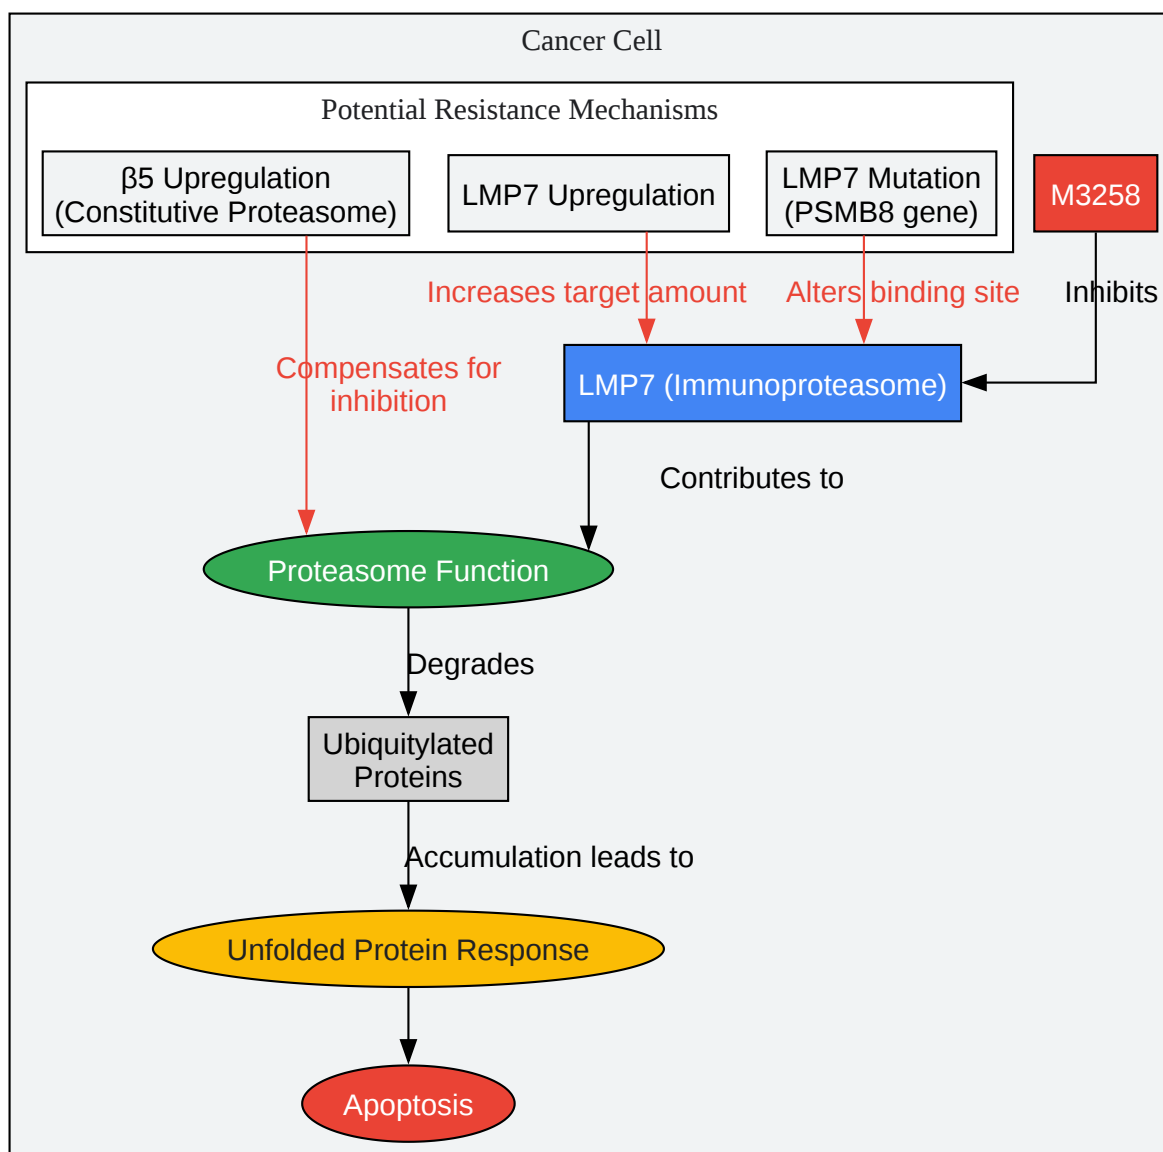 Cancer Cell
Potential Resistance Mechanisms
β5 Upregulation
(Constitutive Proteasome)
LMP7 Upregulation
LMP7 Mutation
(PSMB8 gene)
M3258
Increases target amount
Alters binding site
Inhibits
Compensates for
inhibition
LMP7 (Immunoproteasome)
Contributes to
Proteasome Function
Degrades
Ubiquitylated
Proteins
Accumulation leads to
Unfolded Protein Response
Apoptosis